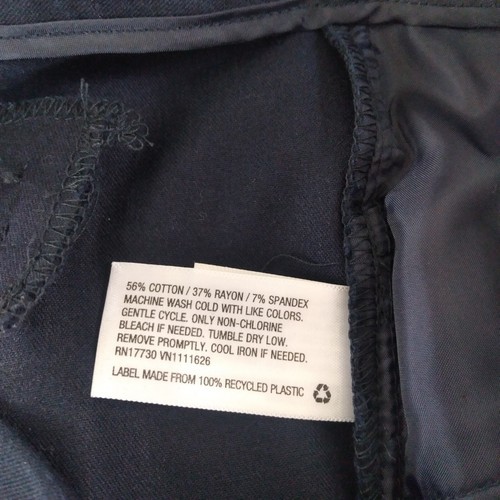 56% COTTON / 37% RAYON / 7% SPANDEX
MACHINE WASH COLD WITH LIKE COLORS.
GENTLE CYCLE. ONLY NON-CHLORINE
BLEACH IF NEEDED. TUMBLE DRY LOW.
REMOVE PROMPTLY. COOL IRON IF NEEDED.
RN17730 VN1111626
LABEL MADE FROM 100% RECYCLED PLASTIC